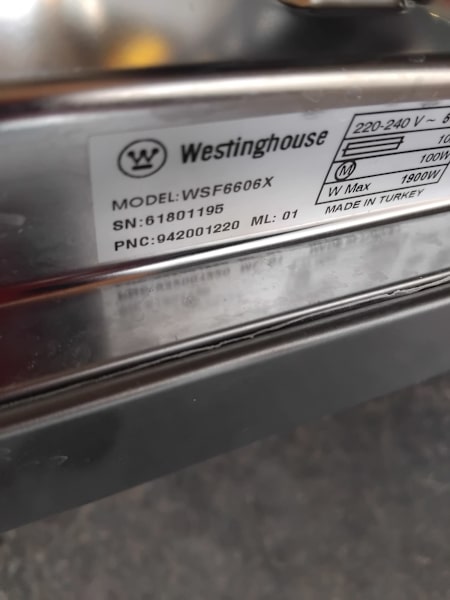 Westinghouse
MODEL:WSF6606X
SN:61801195
PNC:942001220 ML: 01
220-240 V ~
100W
W Max 1900W
MADE IN TURKEY